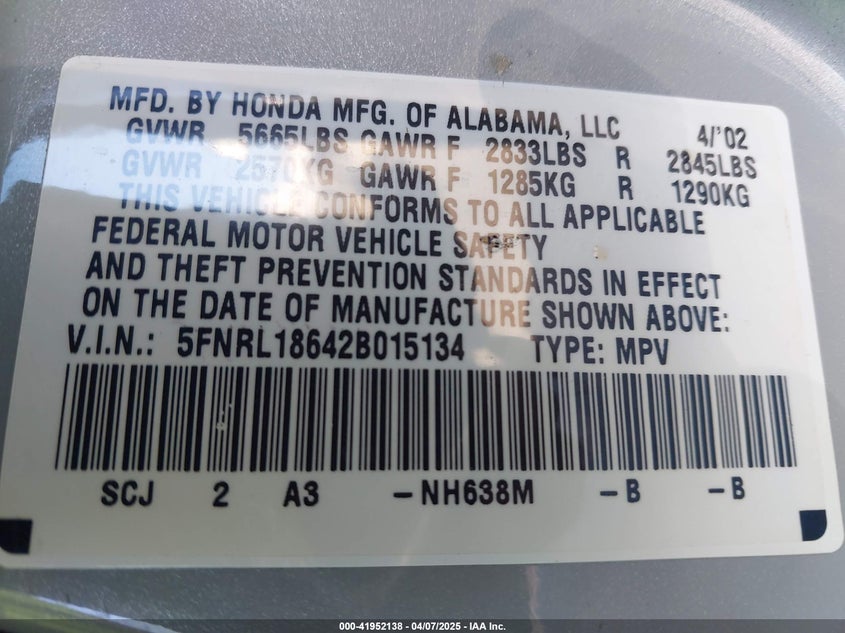 MFD. BY HONDA MFG. OF ALABAMA, LLC 4/'02
GVWR 5665LBS GAWR F 2833LBS R 2845LBS
GVWR 2570KG GAWR F 1285KG R 1290KG
THIS VEHICLE CONFORMS TO ALL APPLICABLE
FEDERAL MOTOR VEHICLE SAFETY
AND THEFT PREVENTION STANDARDS IN EFFECT
ON THE DATE OF MANUFACTURE SHOWN ABOVE:
V.I.N.: 5FNRL18642B015134 TYPE: MPV
SCJ 2 A3 -NH638M -B -B
000-41952138 - 04/07/2025 - IAA Inc.